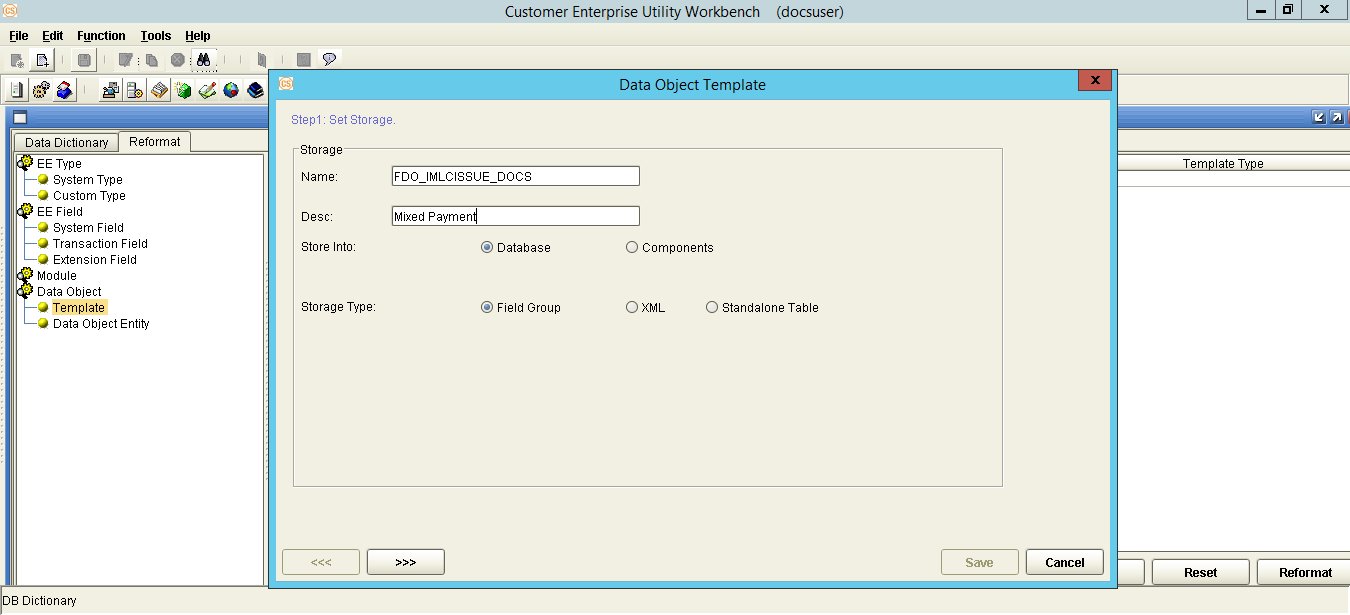 Customer Enterprise Utility Workbench (docsuser)
File Edit Function Tools Help
CS Data Object Template
Data Dictionary Reformat
EE Type
System Type
Custom Type
EE Field
System Field
Transaction Field
Extension Field
Module
Data Object
Template
Data Object Entity
Step1: Set Storage.
Storage
Name: FDO_IMLCISSUE_DOCS
Desc: Mixed Payment
Store Into: Database Components
Storage Type: Field Group XML Standalone Table
<<< >>> Save Cancel
Template Type
Reset Reformat
DB Dictionary